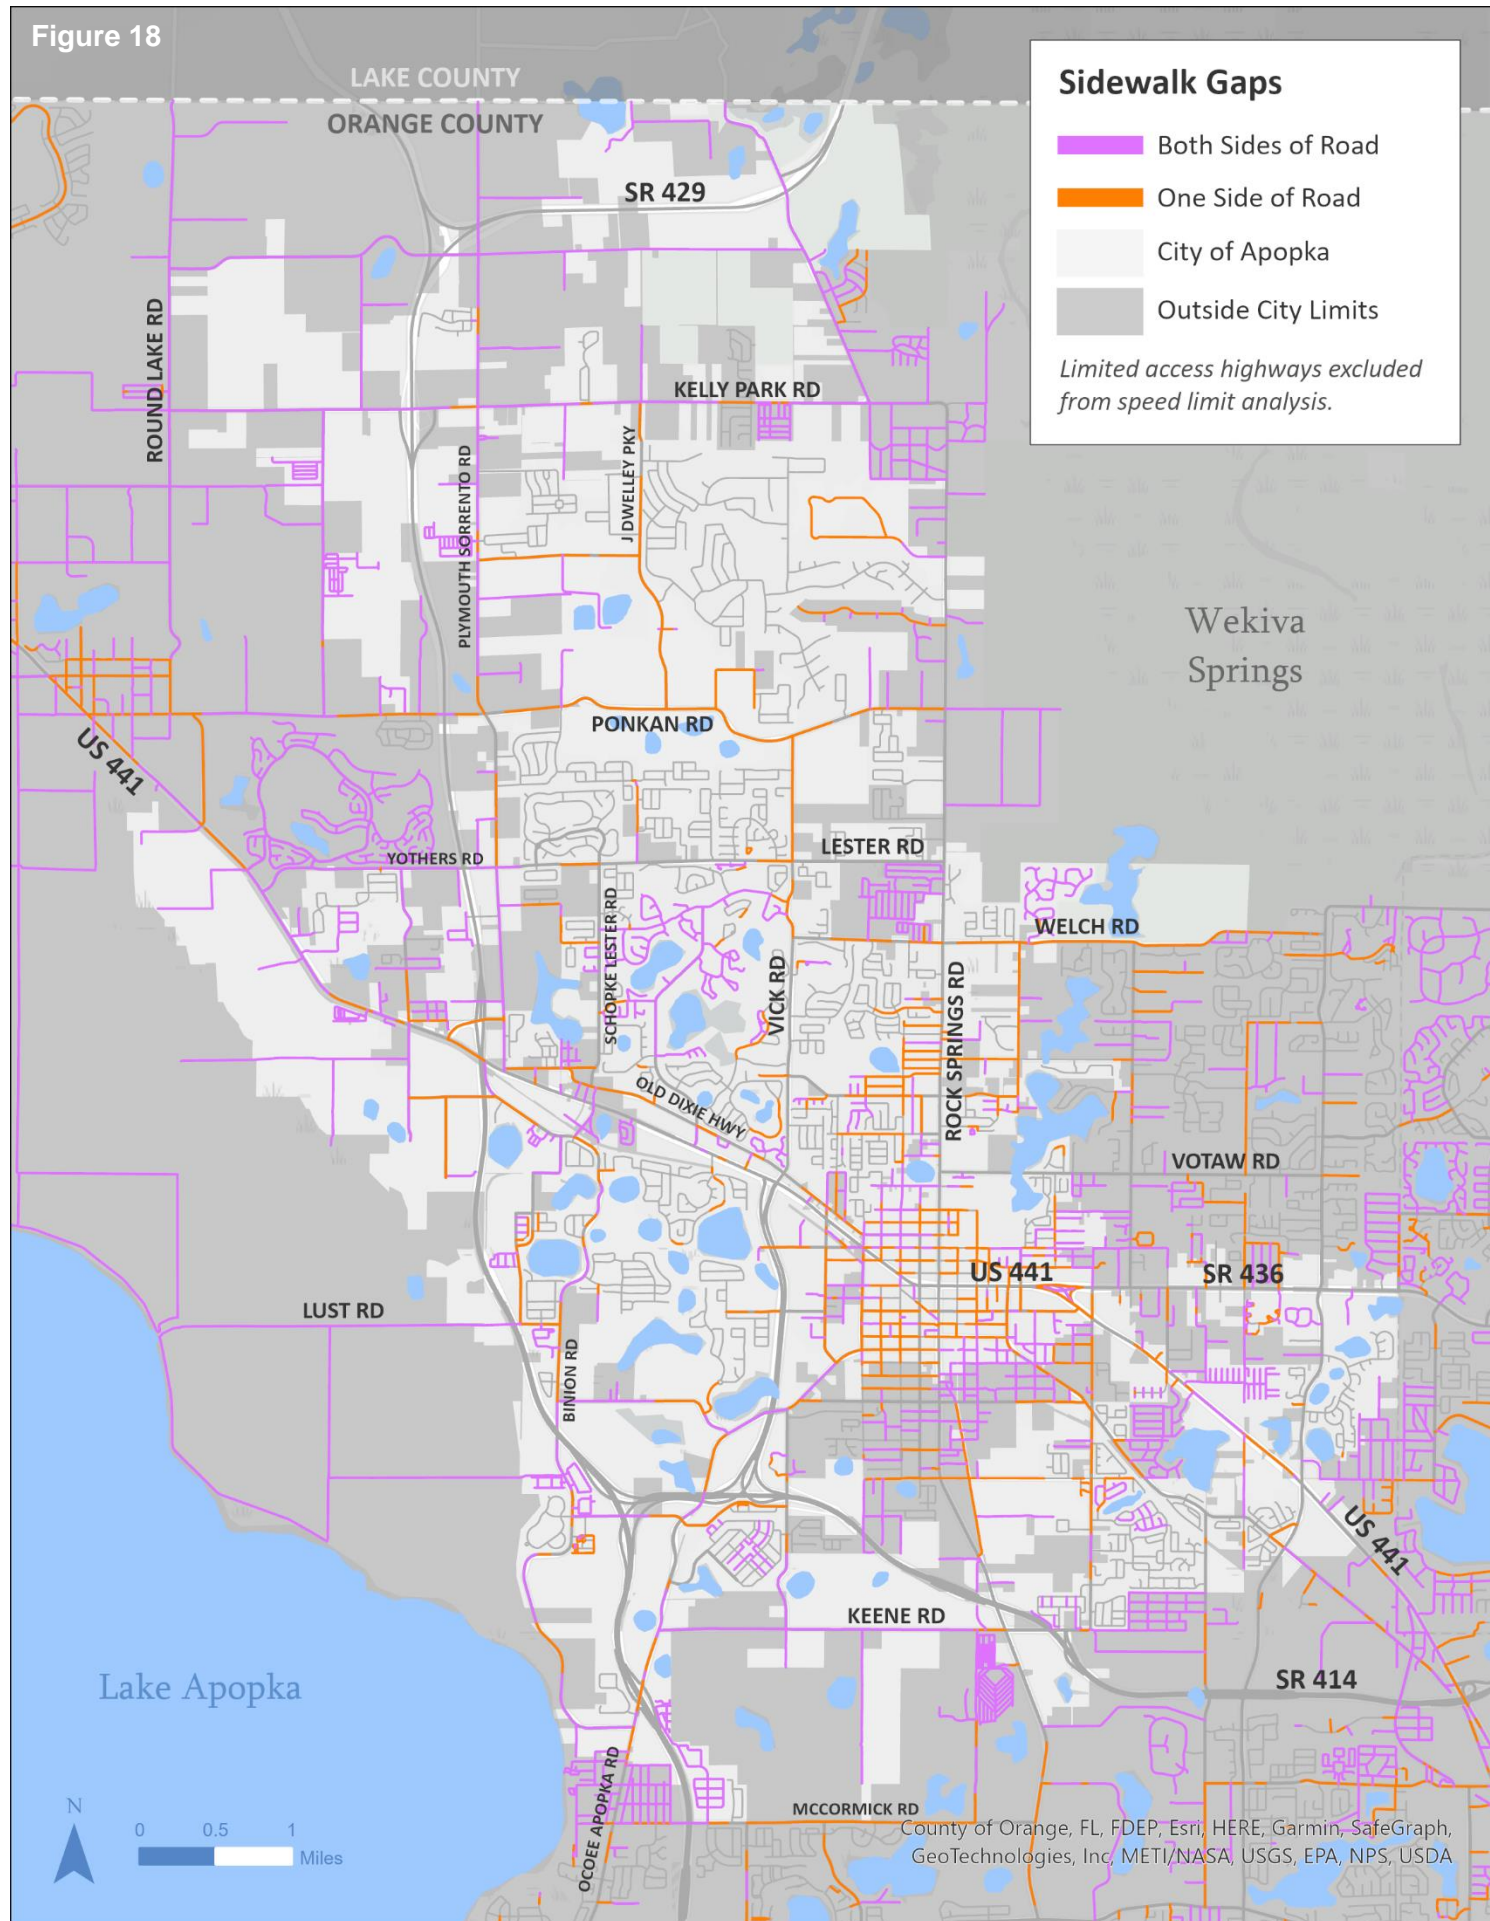 Figure 18
LAKE COUNTY
ORANGE COUNTY
Sidewalk Gaps
Both Sides of Road
One Side of Road
City of Apopka
Outside City Limits
Limited access highways excluded
from speed limit analysis.
SR 429
ROUND LAKE RD
KELLY PARK RD
J DWELLEY PKY
PLYMOUTH SORRENTO RD
Wekiva
Springs
PONKAN RD
US 441
YOTHERS RD
LESTER RD
SCHOPKE LESTER RD
WELCH RD
VICK RD
ROCK SPRINGS RD
OLD DIXIE HWY
VOTAW RD
US 441
SR 436
LUST RD
BINION RD
US 441
KEENE RD
SR 414
Lake Apopka
OCOEE APOPKA RD
MCCORMICK RD
N
0 0.5 1
Miles
County of Orange, FL, FDEP, Esri, HERE, Garmin, SafeGraph,
GeoTechnologies, Inc, METI/NASA, USGS, EPA, NPS, USDA